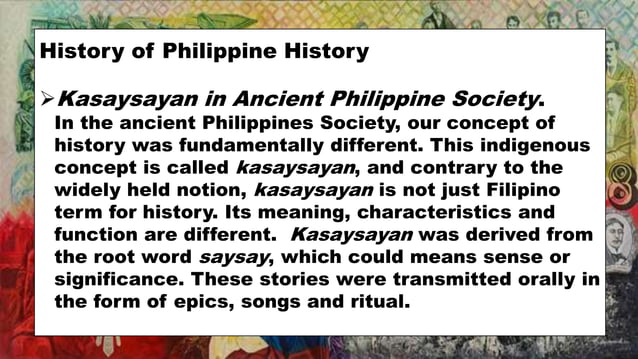 History of Philippine History
➢Kasaysayan in Ancient Philippine Society.
In the ancient Philippines Society, our concept of
history was fundamentally different. This indigenous
concept is called kasaysayan, and contrary to the
widely held notion, kasaysayan is not just Filipino
term for history. Its meaning, characteristics and
function are different.  Kasaysayan was derived from
the root word saysay, which could means sense or
significance. These stories were transmitted orally in
the form of epics, songs and ritual.